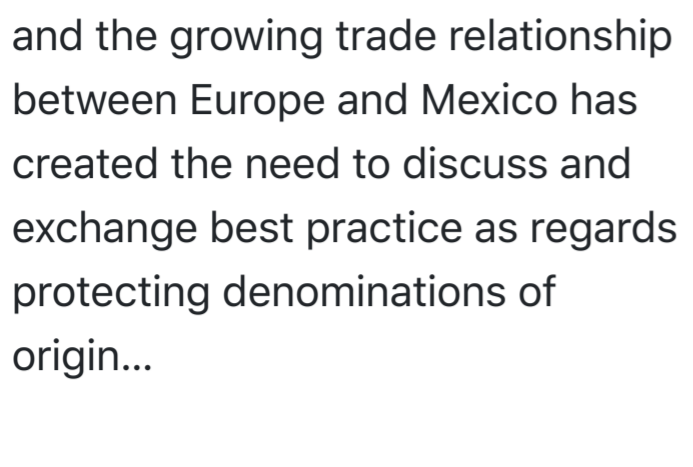 and the growing trade relationship
between Europe and Mexico has
created the need to discuss and
exchange best practice as regards
protecting denominations of
origin...